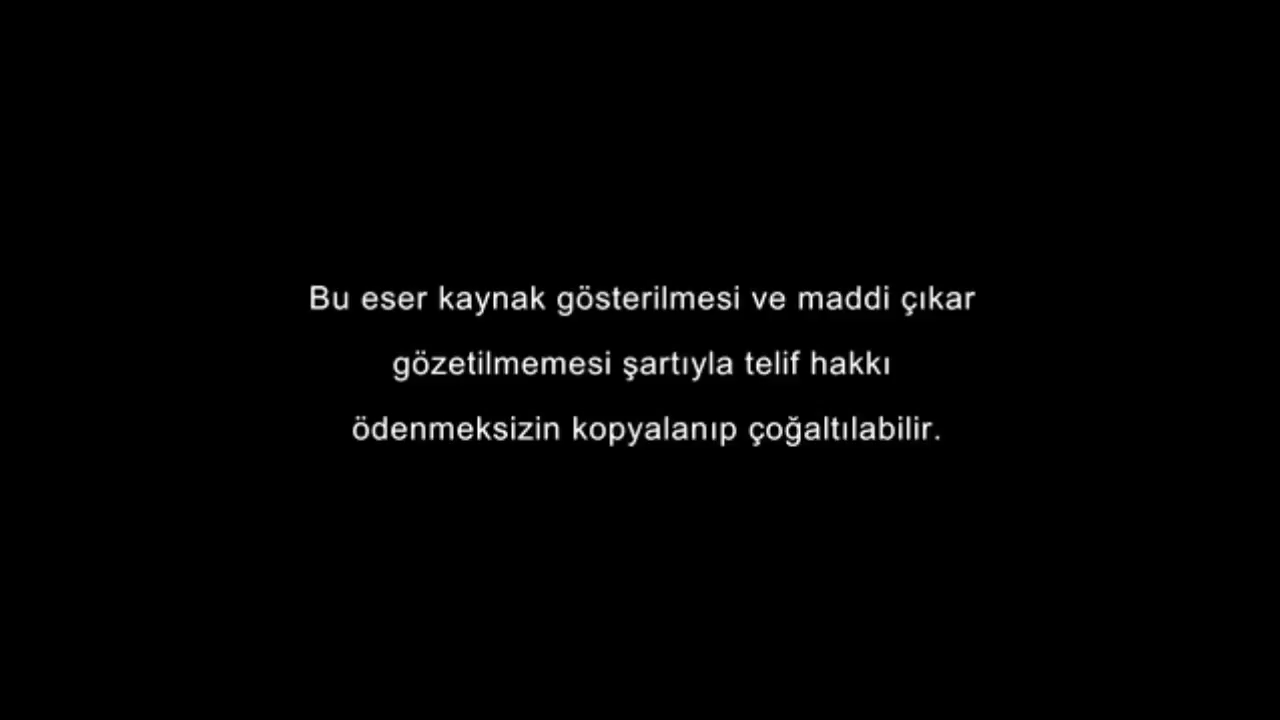 Bu eser kaynak gösterilmesi ve maddi çıkar
gözetilmemesi şartıyla telif hakkı
ödenmeksizin kopyalanıp çoğaltılabilir.